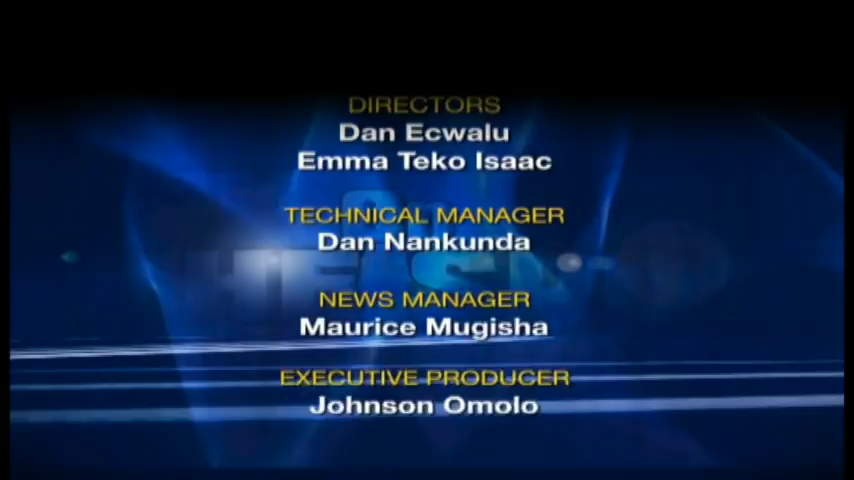 DIRECTORS
Dan Ecwalu
Emma Teko Isaac
TECHNICAL MANAGER
Dan Nankunda
NEWS MANAGER
Maurice Mugisha
EXECUTIVE PRODUCER
Johnson Omolo